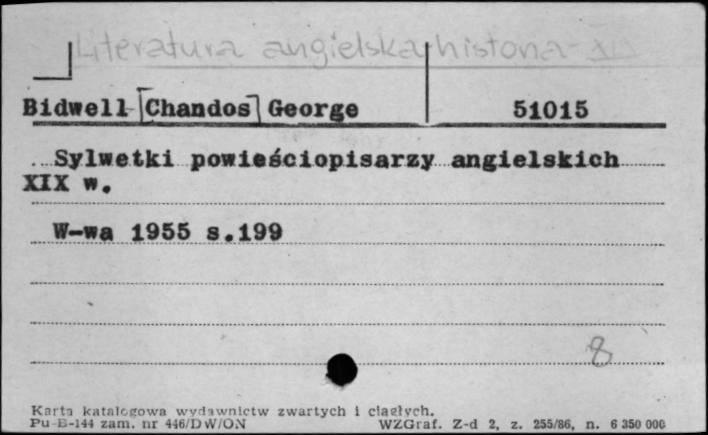 Literatura angielska historia - XIX
Bidwell [Chandos] George 51015
Sylwetki powieściopisarzy angielskich
XIX w.
W-wa 1955 s.199
8
Karta katalogowa wydawnictw zwartych i ciągłych.
Pu-B-144 zam. nr 446/DW/ON WZGraf. Z-d 2, z. 255/86, n. 6 350 000